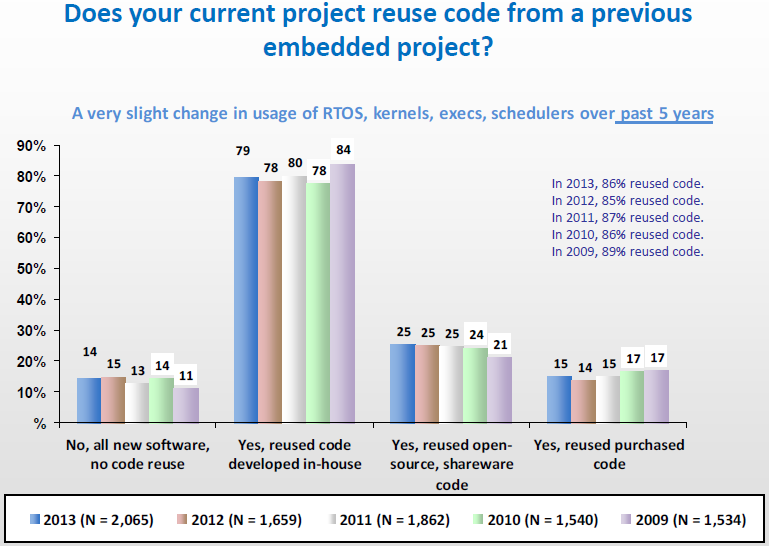 Does your current project reuse code from a previous
embedded project?
A very slight change in usage of RTOS, kernels, execs, schedulers over past 5 years
90%
80%
70%
60%
50%
40%
30%
20%
10%
%
14
15
13
14
11
79
78
80
78
84
25
25
25
24
21
15
14
15
17
17
In 2013, 86% reused code.
In 2012, 85% reused code.
In 2011, 87% reused code.
In 2010, 86% reused code.
In 2009, 89% reused code.
No, all new software,
no code reuse
Yes, reused code
developed in-house
Yes, reused open-
source, shareware
code
Yes, reused purchased
code
2013 (N = 2,065)
2012 (N = 1,659)
2011 (N = 1,862)
2010 (N = 1,540)
2009 (N = 1,534)